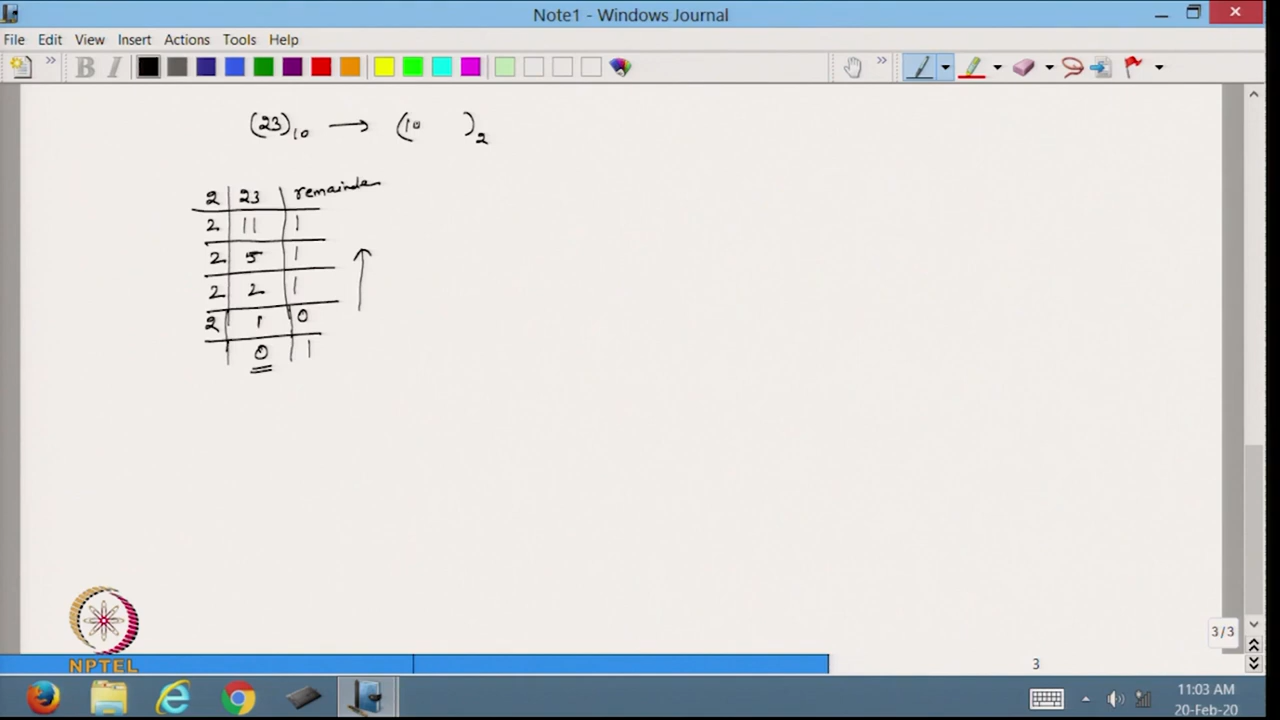 Note1 - Windows Journal
File Edit View Insert Actions Tools Help
B I
(23)10 → (10 )2
2 23 remainder
2 11 1
2 5 1
2 2 1
2 1 0
0 1
NPTEL
3/3
3
11:03 AM
20-Feb-20